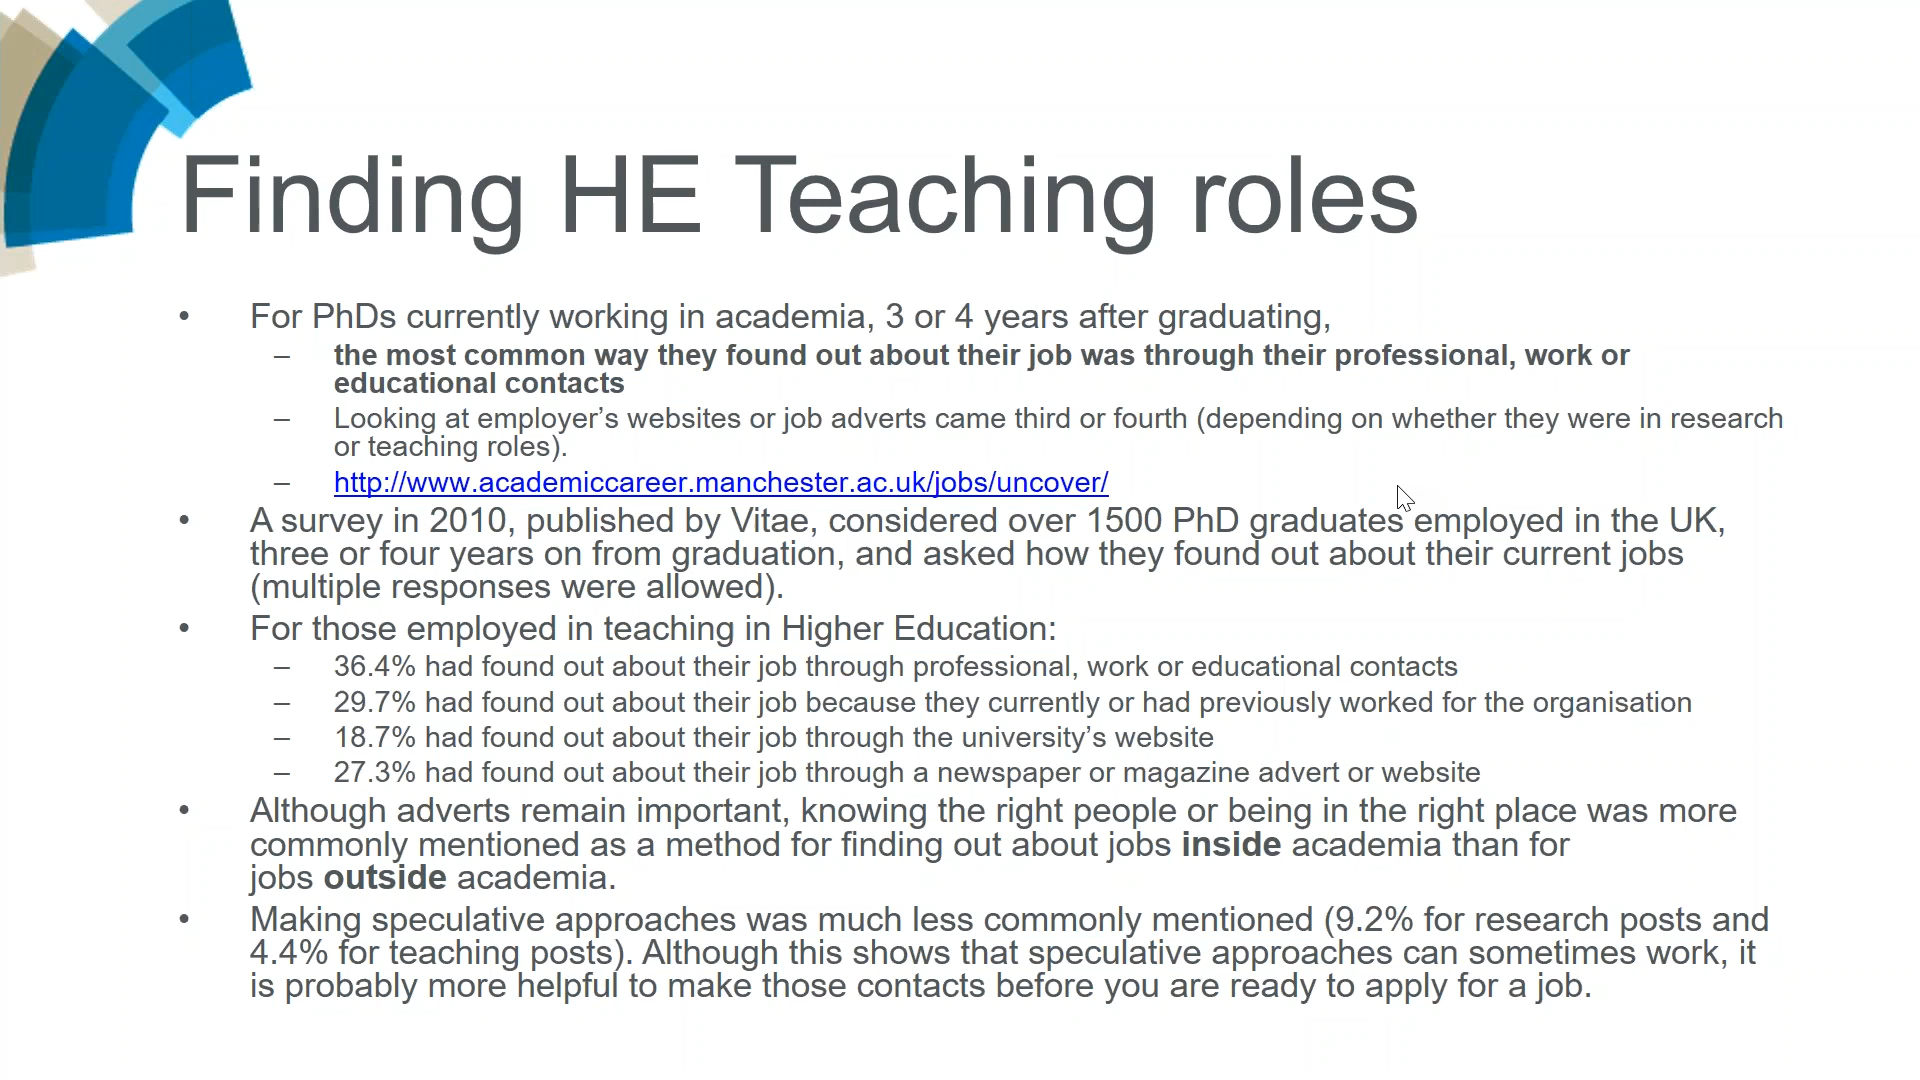 Finding HE Teaching roles
• For PhDs currently working in academia, 3 or 4 years after graduating,
– the most common way they found out about their job was through their professional, work or
educational contacts
– Looking at employer’s websites or job adverts came third or fourth (depending on whether they were in research
or teaching roles).
– http://www.academiccareer.manchester.ac.uk/jobs/uncover/
• A survey in 2010, published by Vitae, considered over 1500 PhD graduates employed in the UK,
three or four years on from graduation, and asked how they found out about their current jobs
(multiple responses were allowed).
• For those employed in teaching in Higher Education:
– 36.4% had found out about their job through professional, work or educational contacts
– 29.7% had found out about their job because they currently or had previously worked for the organisation
– 18.7% had found out about their job through the university’s website
– 27.3% had found out about their job through a newspaper or magazine advert or website
• Although adverts remain important, knowing the right people or being in the right place was more
commonly mentioned as a method for finding out about jobs inside academia than for
jobs outside academia.
• Making speculative approaches was much less commonly mentioned (9.2% for research posts and
4.4% for teaching posts). Although this shows that speculative approaches can sometimes work, it
is probably more helpful to make those contacts before you are ready to apply for a job.